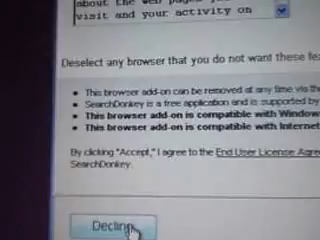 about the web pages you
visit and your activity on
Deselect any browser that you do not want these
This browser add-on can be removed at any time via th
SearchDonkey is a free application and is supported by
This browser add-on is compatible with Window
This browser add-on is compatible with Internet
By clicking "Accept," I agree to the End User License Agre
SearchDonkey.
Decline